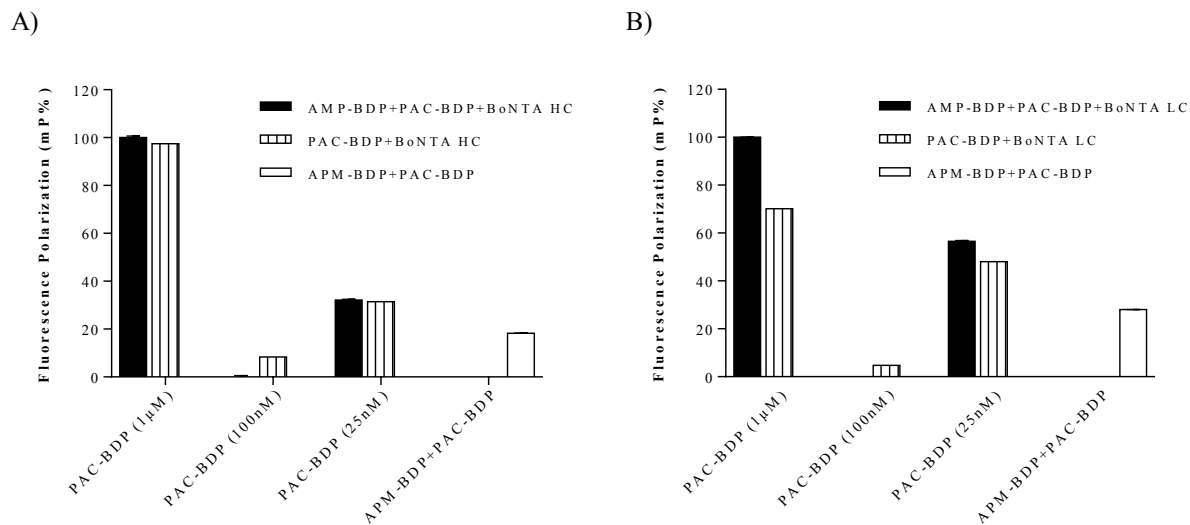 A)
Fluorescence Polarization (mP%)
120
100
80
60
40
20
0
AMP-BDP+PAC-BDP+BoNTA HC
PAC-BDP+BoNTA HC
APM-BDP+PAC-BDP
PAC-BDP (1µM)
PAC-BDP (100nM)
PAC-BDP (25nM)
APM-BDP+PAC-BDP
B)
Fluorescence Polarization (mP%)
120
100
80
60
40
20
0
AMP-BDP+PAC-BDP+BoNTA LC
PAC-BDP+BoNTA LC
APM-BDP+PAC-BDP
PAC-BDP (1µM)
PAC-BDP (100nM)
PAC-BDP (25nM)
APM-BDP+PAC-BDP